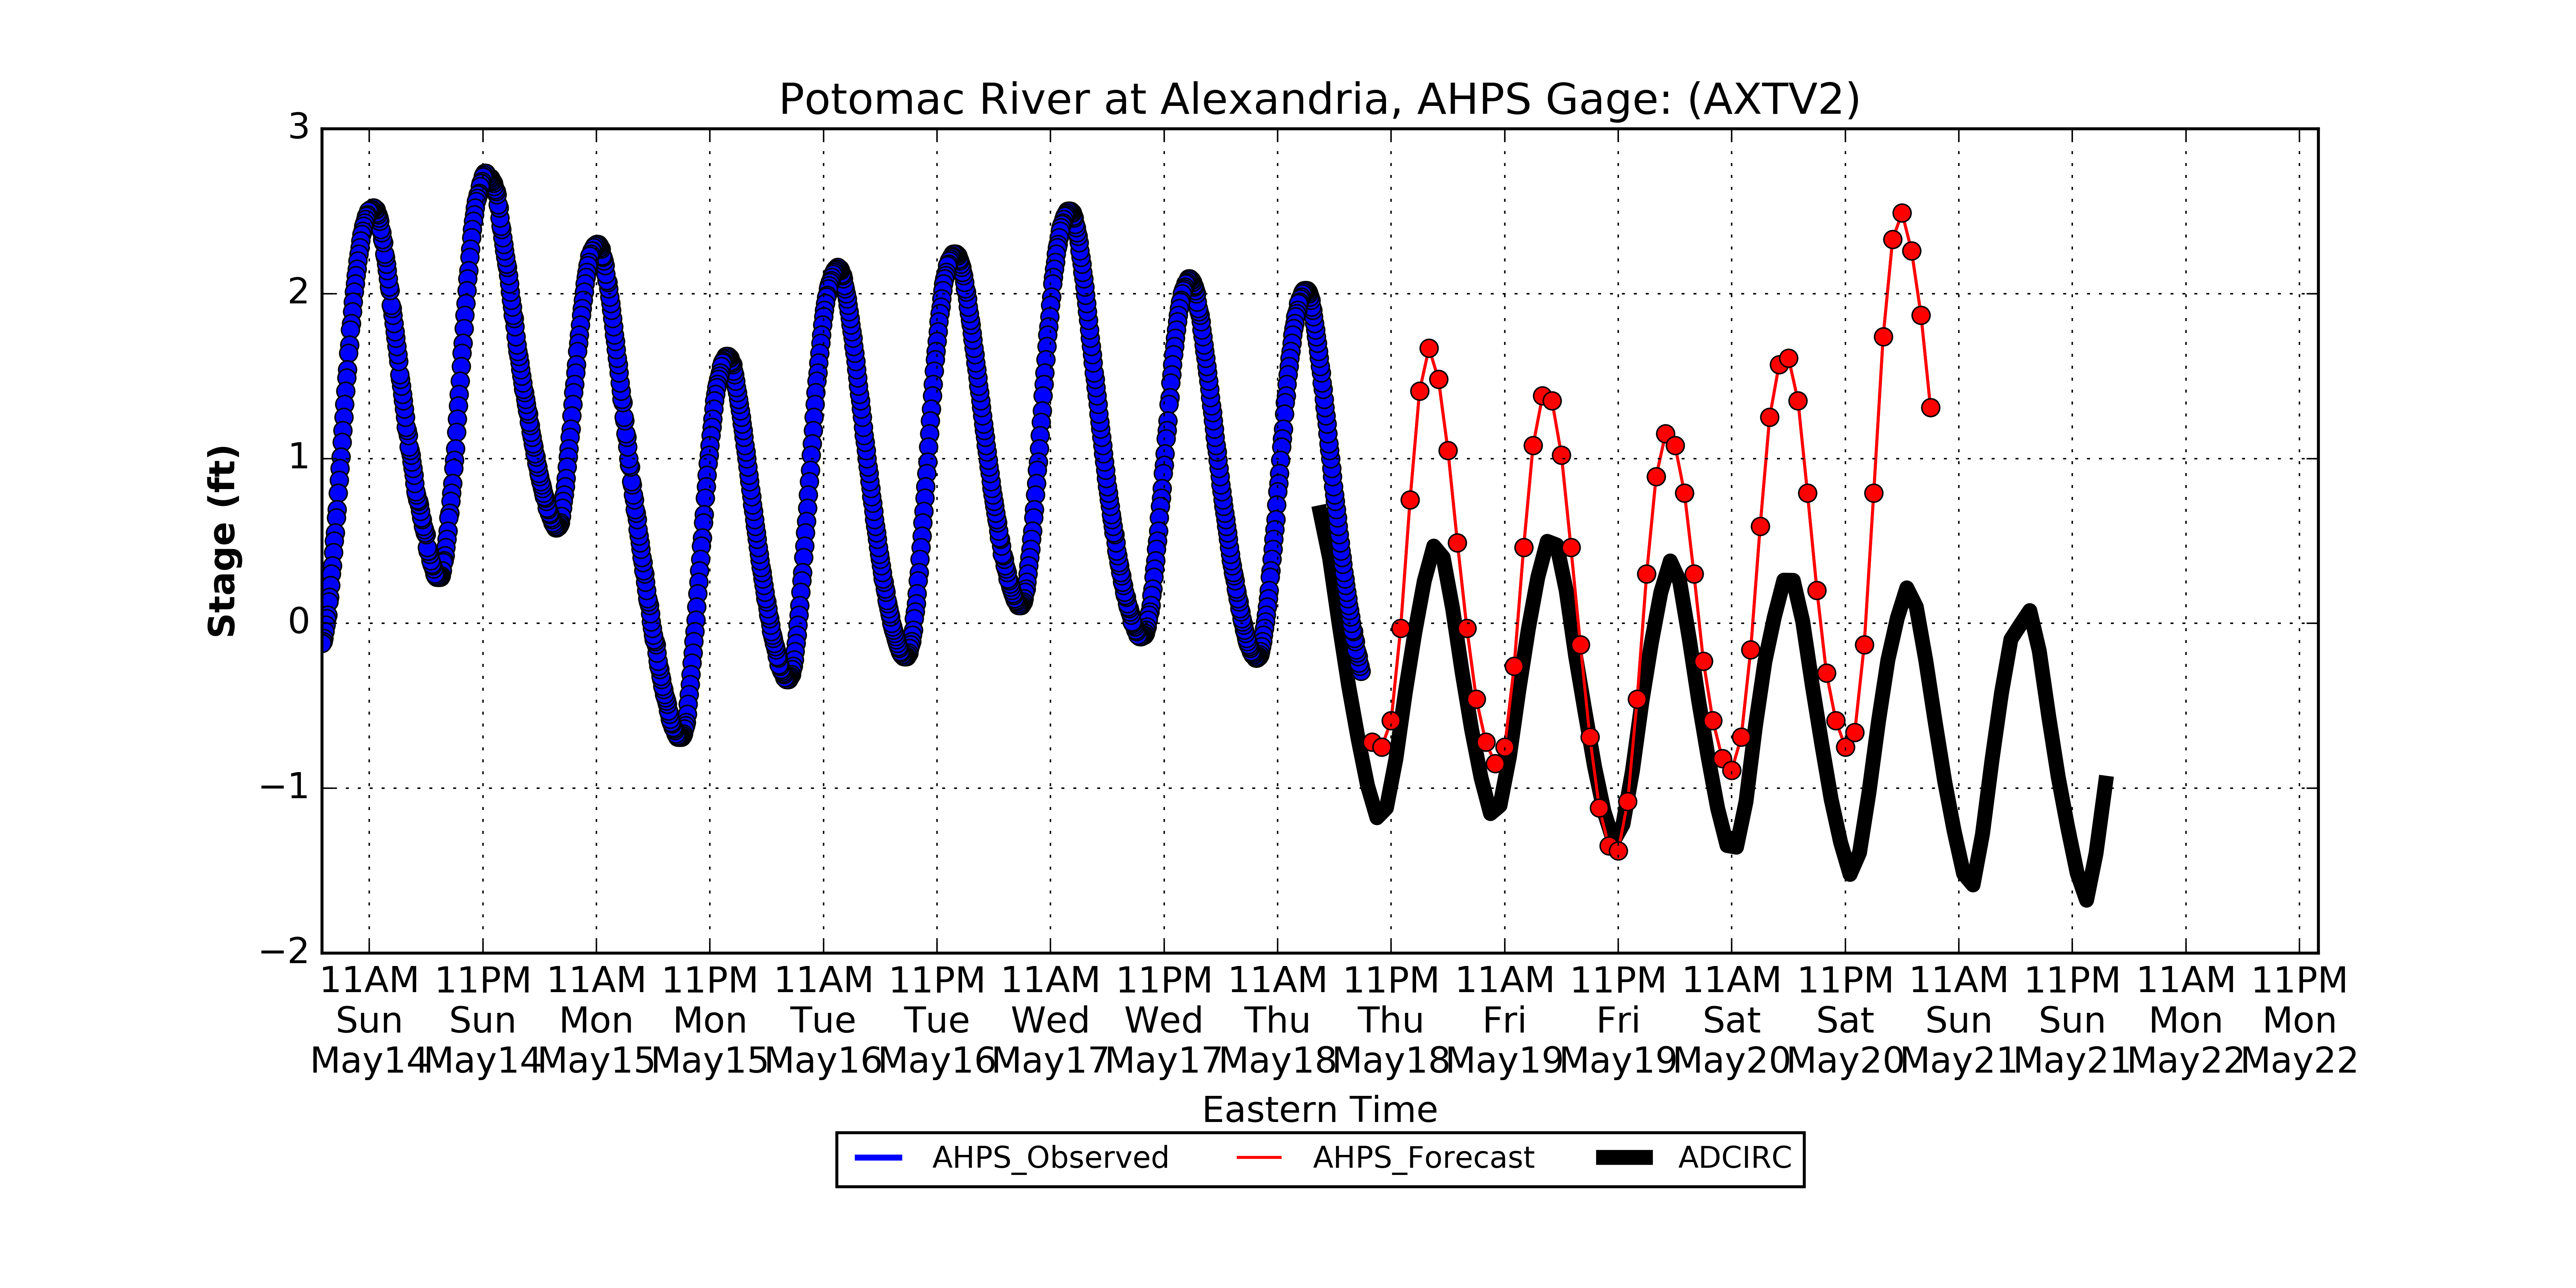 Potomac River at Alexandria, AHPS Gage: (AXTV2)
3
2
1
0
−1
−2
Stage (ft)
11AM 11PM 11AM 11PM 11AM 11PM 11AM 11PM 11AM 11PM 11AM 11PM 11AM 11PM 11AM 11PM 11AM 11PM
Sun Sun Mon Mon Tue Tue Wed Wed Thu Thu Fri Fri Sat Sat Sun Sun Mon Mon
May14 May14 May15 May15 May16 May16 May17 May17 May18 May18 May19 May19 May20 May20 May21 May21 May22 May22
Eastern Time
AHPS_Observed AHPS_Forecast ADCIRC